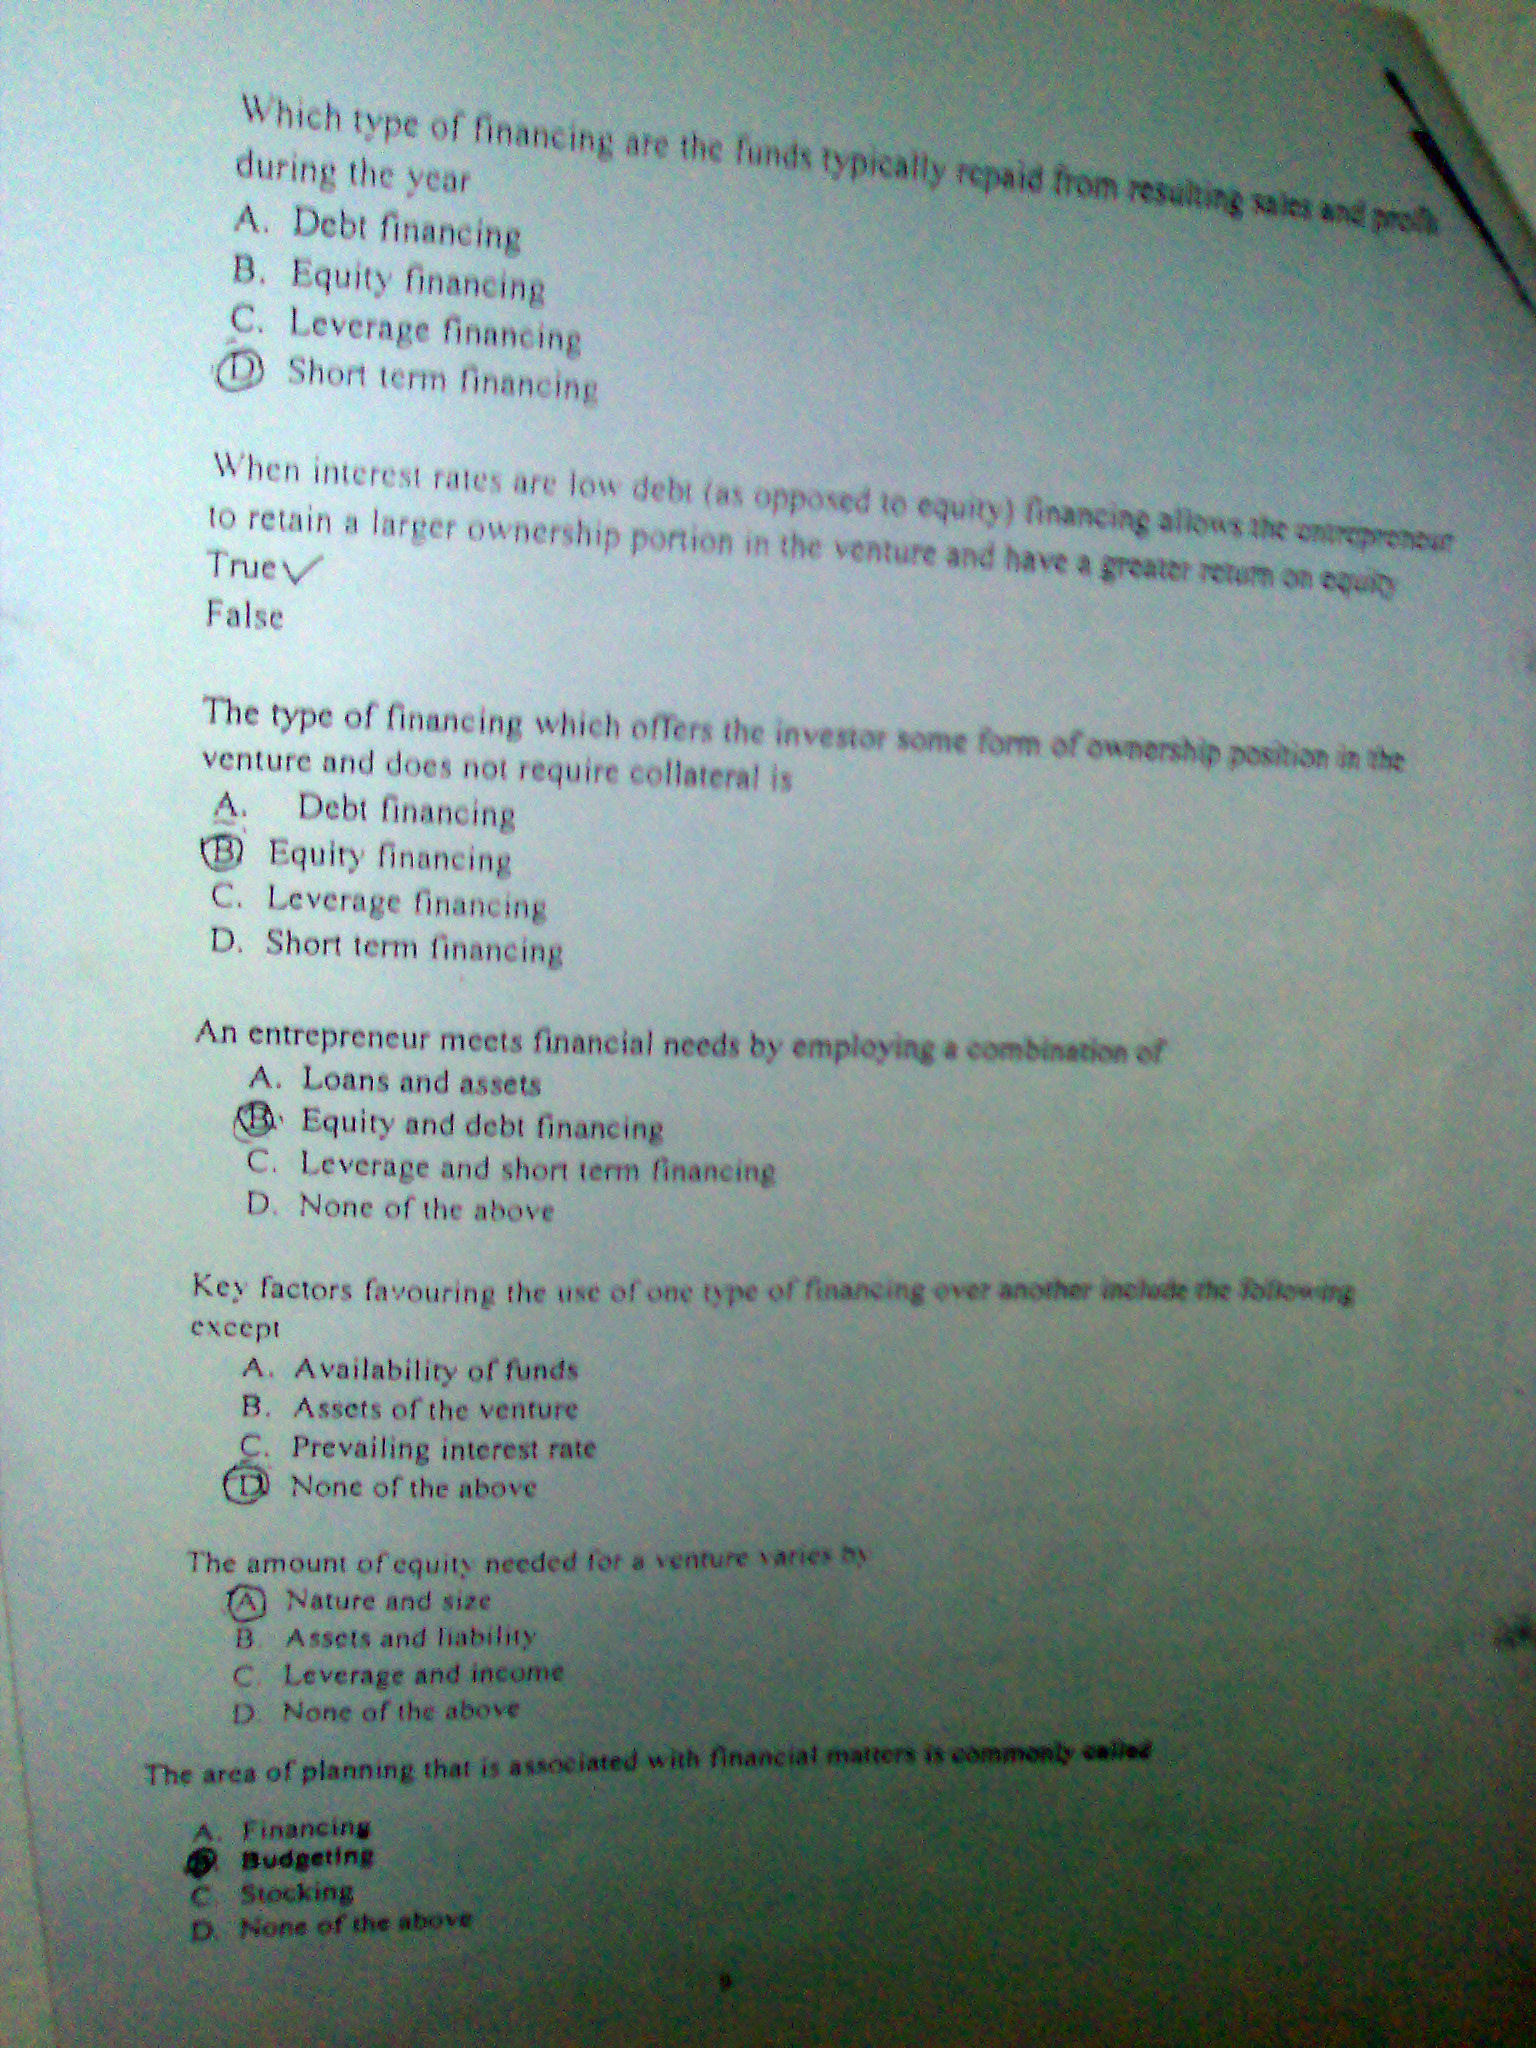 Which type of financing are the funds typically repaid from resulting sales and profit
during the year
A. Debt financing
B. Equity financing
C. Leverage financing
D Short term financing
When interest rates are low debt (as opposed to equity) financing allows the entrepreneur
to retain a larger ownership portion in the venture and have a greater return on equity
True✓
False
The type of financing which offers the investor some form of ownership position in the
venture and does not require collateral is
A. Debt financing
B Equity financing
C. Leverage financing
D. Short term financing
An entrepreneur meets financial needs by employing a combination of
A. Loans and assets
B. Equity and debt financing
C. Leverage and short term financing
D. None of the above
Key factors favouring the use of one type of financing over another include the following
except
A. Availability of funds
B. Assets of the venture
C. Prevailing interest rate
D None of the above
The amount of equity needed for a venture varies by
A Nature and size
B. Assets and liability
C. Leverage and income
D. None of the above
The area of planning that is associated with financial matters is commonly called
A. Financing
B. Budgeting
C. Stocking
D. None of the above
9